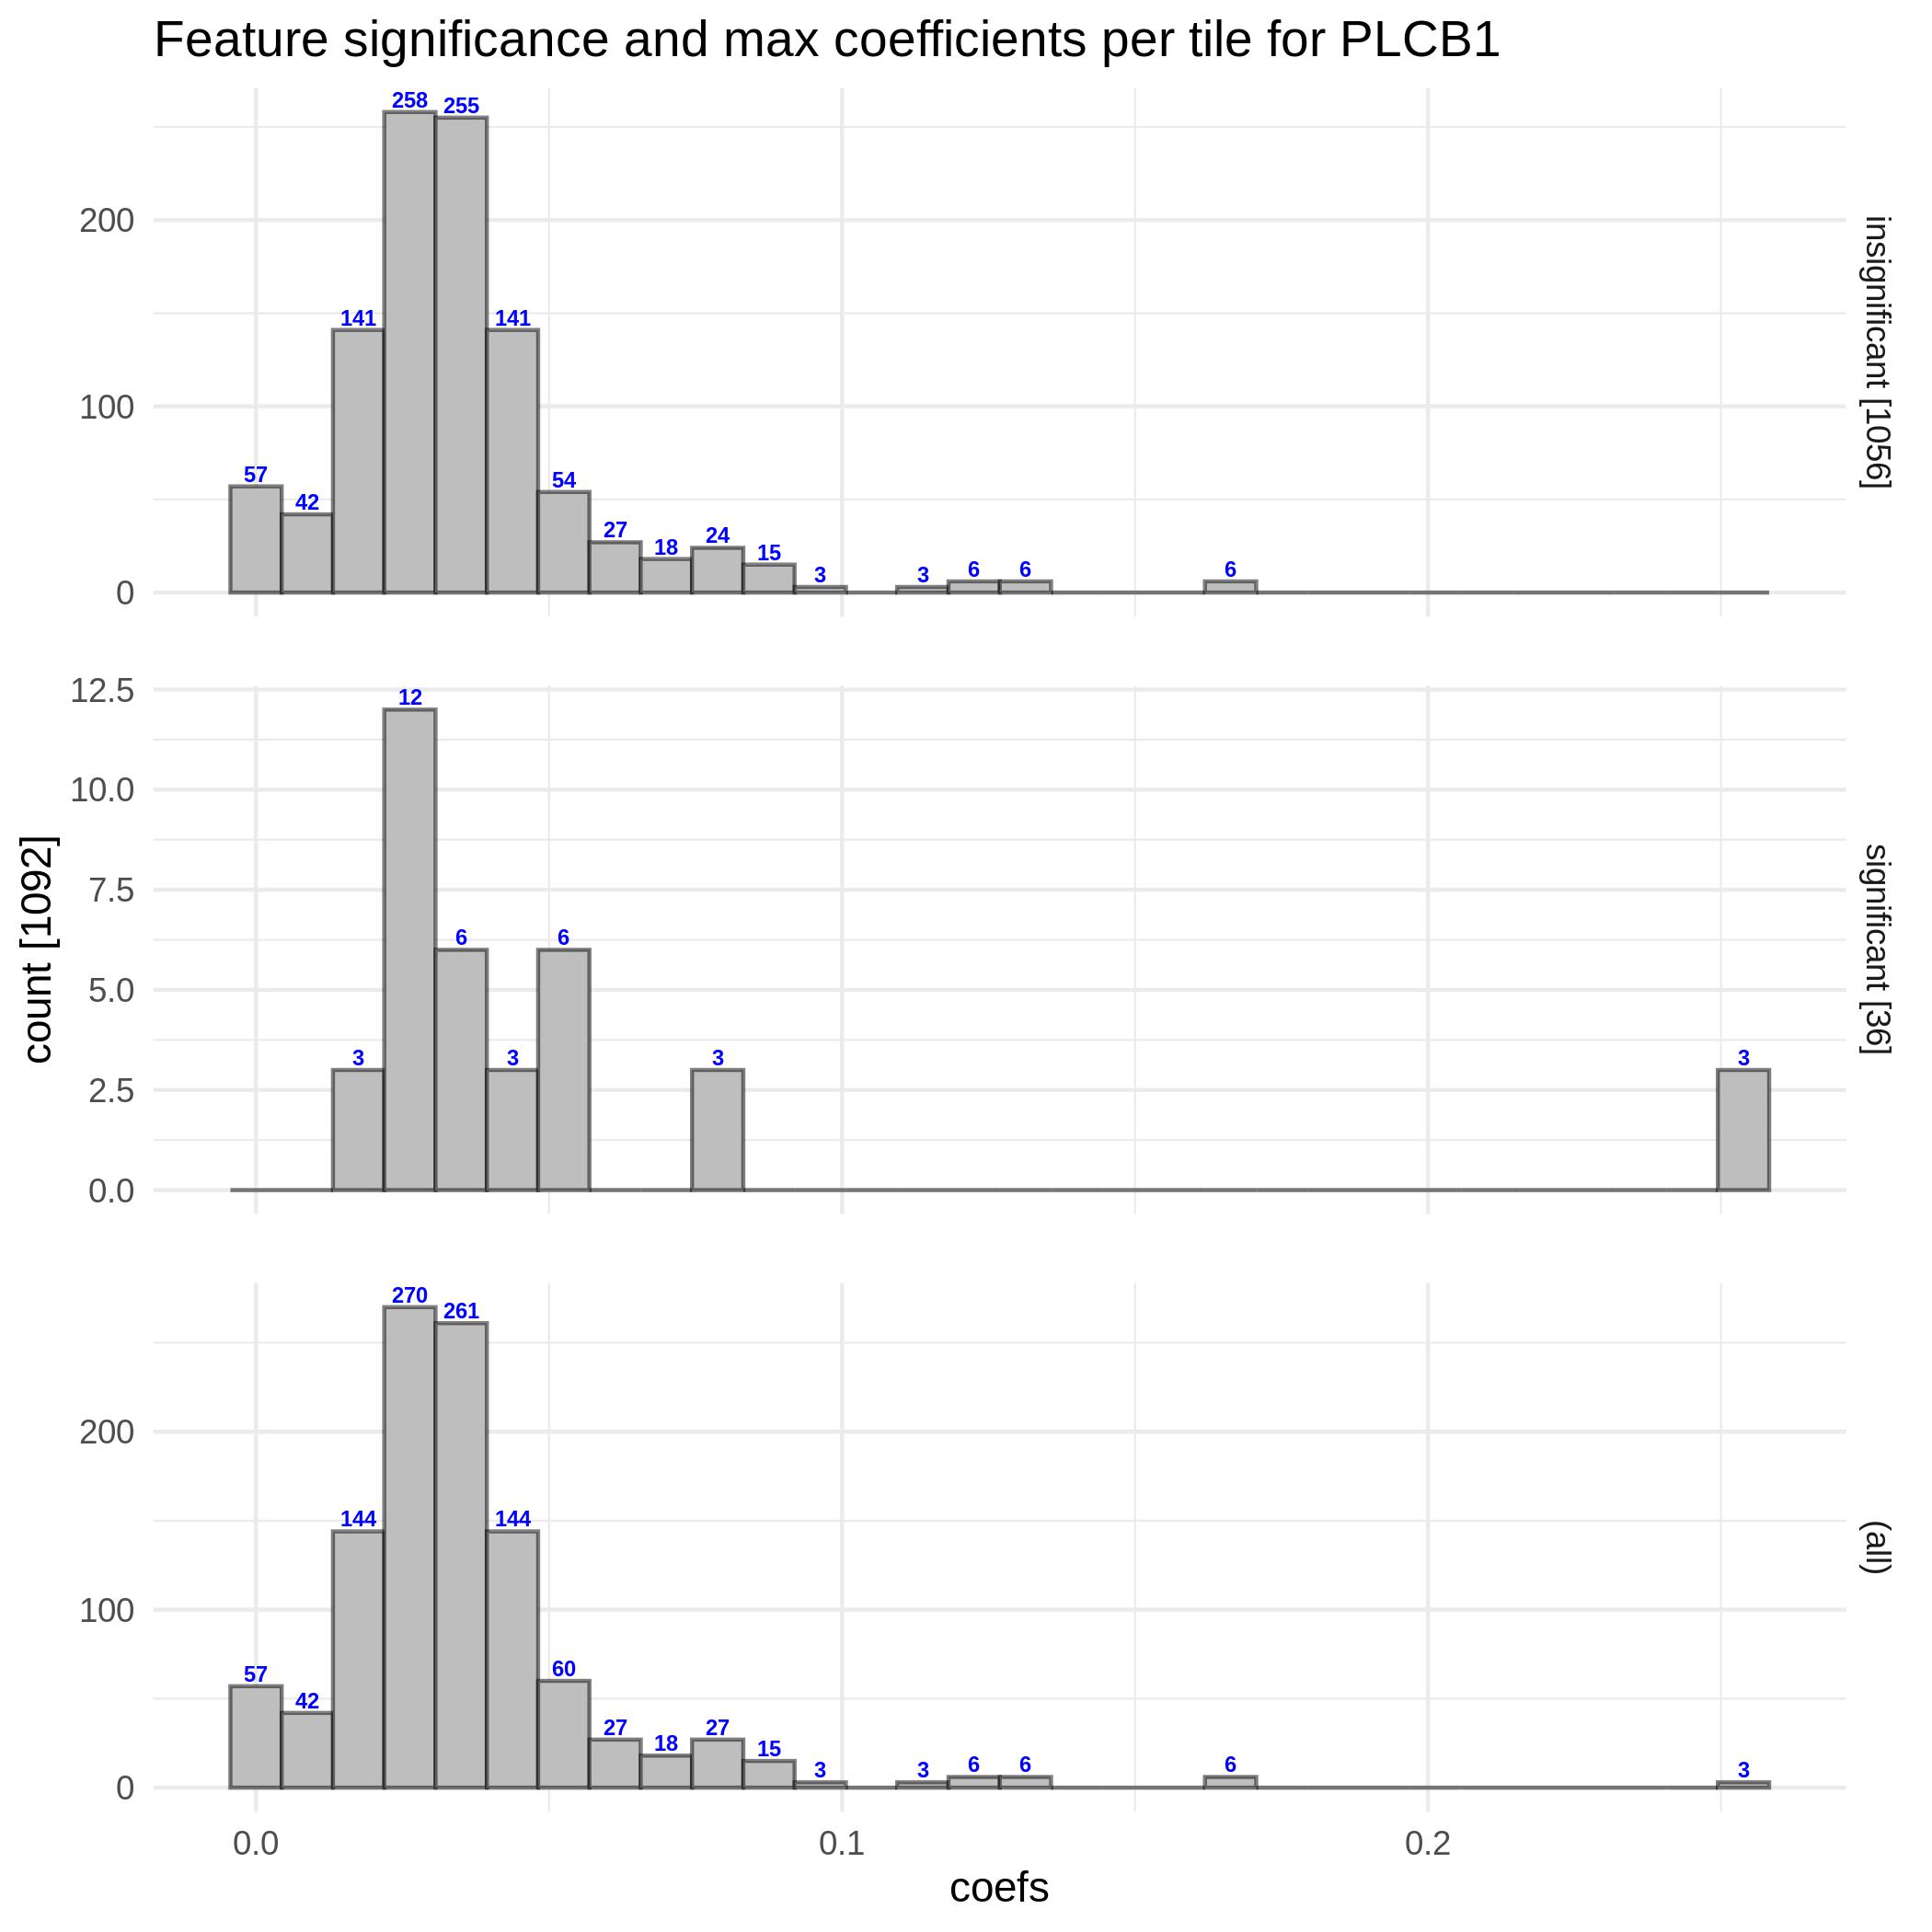 Feature significance and max coefficients per tile for PLCB1
258 255
200
141 141
100
57 42 54 27 18 24 15 3 3 6 6 6
0
insignificant [1056]
12.5
12
10.0
7.5
6 6
5.0
3 3 3 3
2.5
0.0
significant [36]
count [1092]
270 261
200
144 144
100
57 42 60 27 18 27 15 3 3 6 6 6 3
0
(all)
0.0 0.1 0.2
coefs